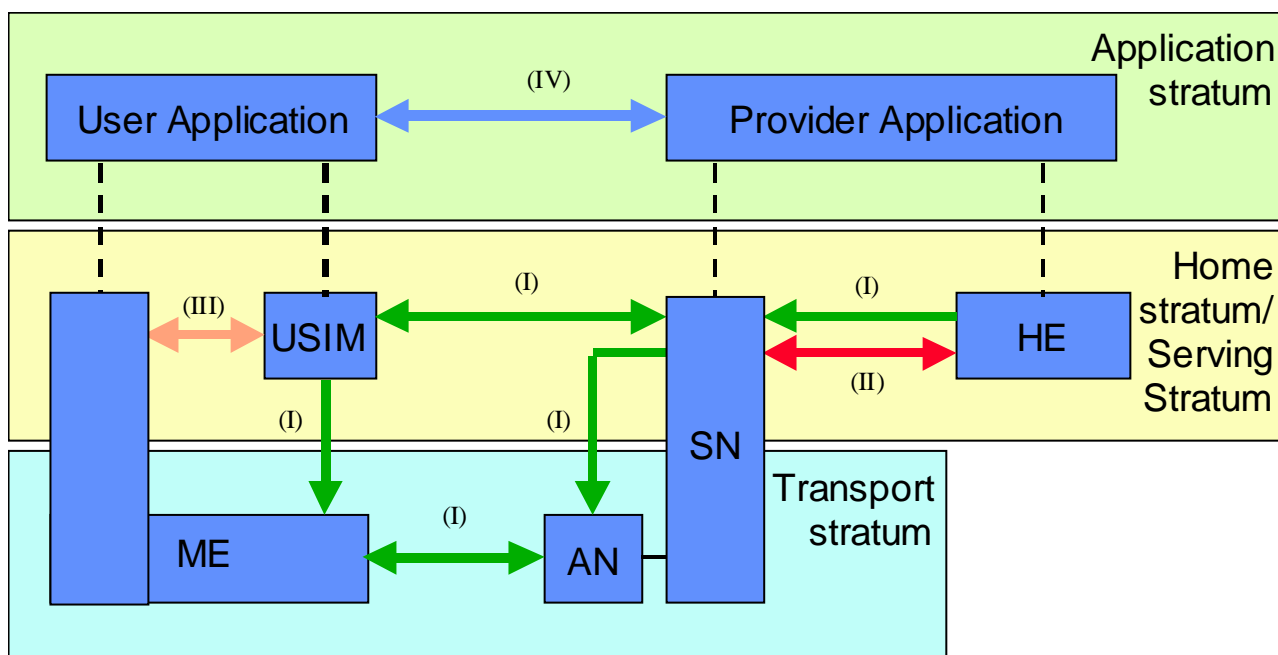 Application
stratum
(IV)
User Application
Provider Application
Home
stratum/
Serving
Stratum
(III)
(I)
(I)
USIM
HE
(II)
(I)
(I)
SN
Transport
stratum
(I)
ME
AN